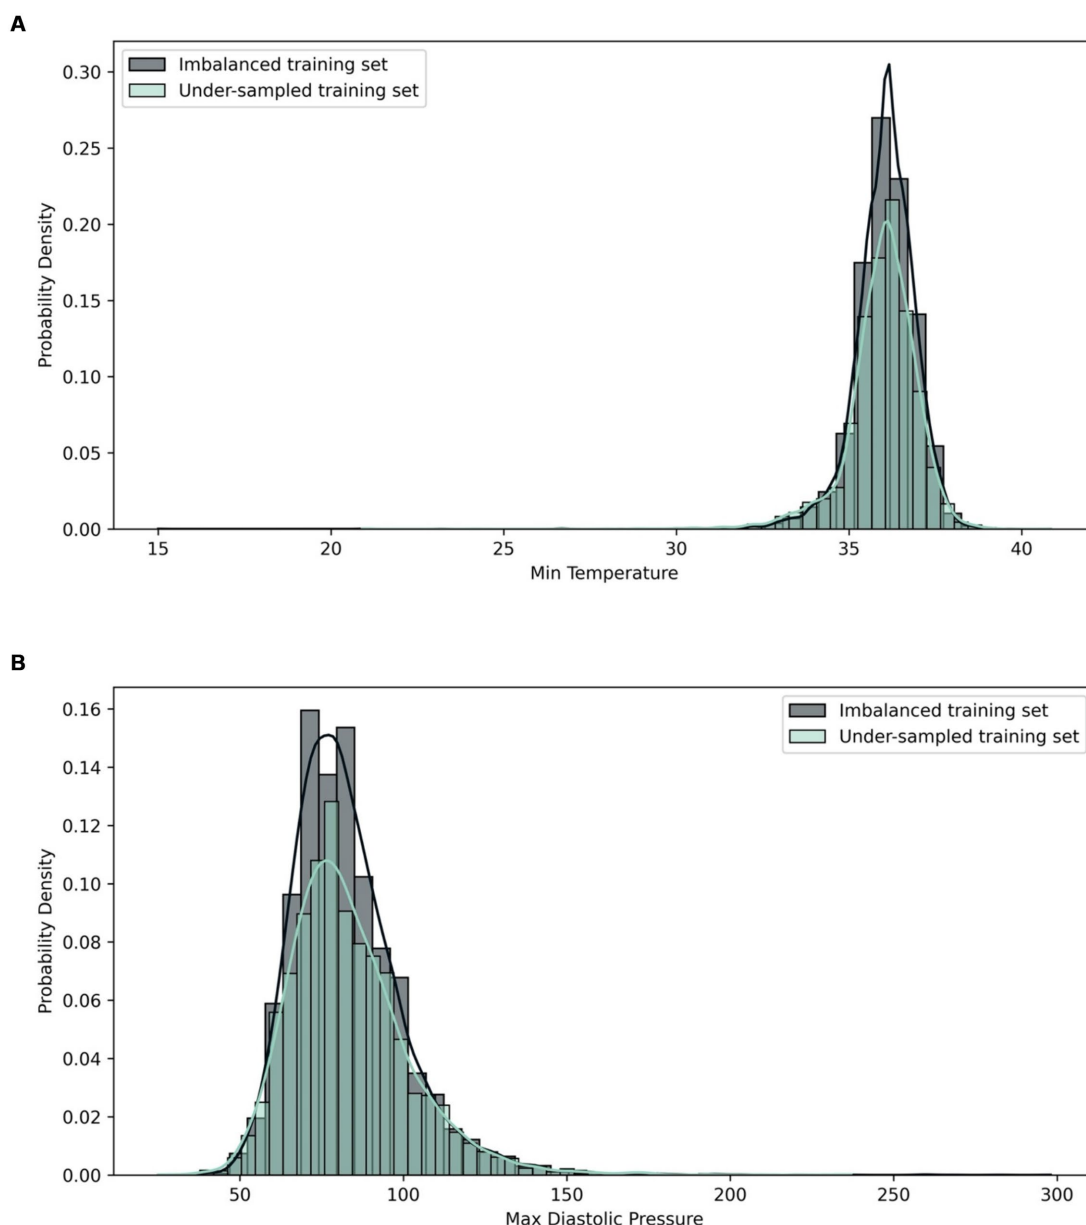 A
Imbalanced training set
Under-sampled training set
Probability Density
0.30
0.25
0.20
0.15
0.10
0.05
0.00
15 20 25 30 35 40
Min Temperature
B
Imbalanced training set
Under-sampled training set
Probability Density
0.16
0.14
0.12
0.10
0.08
0.06
0.04
0.02
0.00
50 100 150 200 250 300
Max Diastolic Pressure